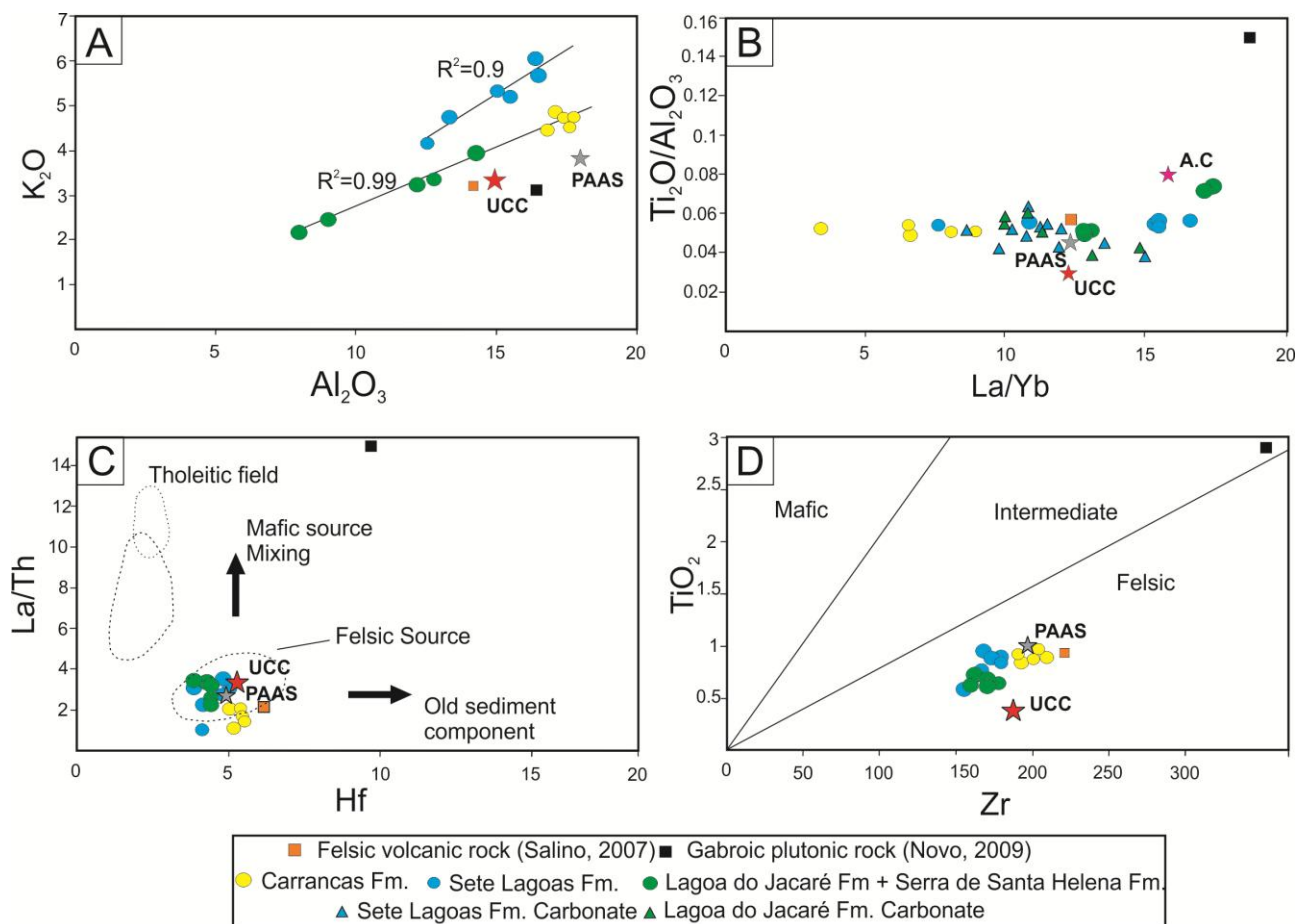 A
K₂O
7
6
5
4
3
2
1
R²=0.9
R²=0.99
PAAS
UCC
0
5
10
15
20
Al₂O₃
B
Ti₂O/Al₂O₃
0.16
0.16
0.14
0.12
0.1
0.08
0.06
0.04
0.02
A.C
PAAS
UCC
0
5
10
15
20
La/Yb
C
La/Th
14
12
10
8
6
4
2
Tholeitic field
Mafic source
Mixing
Felsic Source
UCC
PAAS
Old sediment
component
0
5
10
15
20
Hf
D
TiO₂
3
2.5
2
1.5
1
0.5
Mafic
Intermediate
Felsic
PAAS
UCC
0
50
100
150
200
250
300
Zr
Felsic volcanic rock (Salino, 2007) Gabroic plutonic rock (Novo, 2009)
Carrancas Fm. Sete Lagoas Fm. Lagoa do Jacaré Fm + Serra de Santa Helena Fm.
Sete Lagoas Fm. Carbonate Lagoa do Jacaré Fm. Carbonate